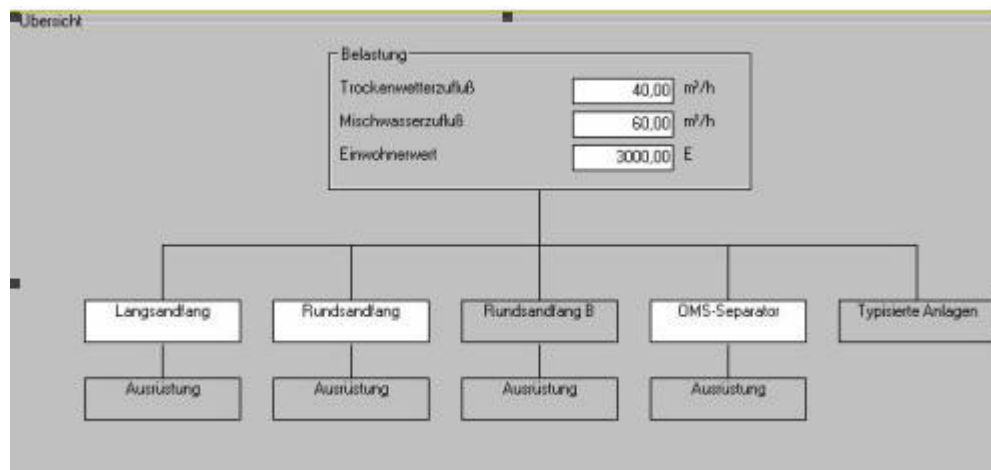 Übersicht
Belastung
Trockenwetterzufluß 40,00 m³/h
Mischwasserzufluß 60,00 m³/h
Einwohnerwert 3000,00 E
Langsandfang Rundsandfang Rundsandfang B OMS-Separator Typisierte Anlagen
Ausrüstung Ausrüstung Ausrüstung Ausrüstung